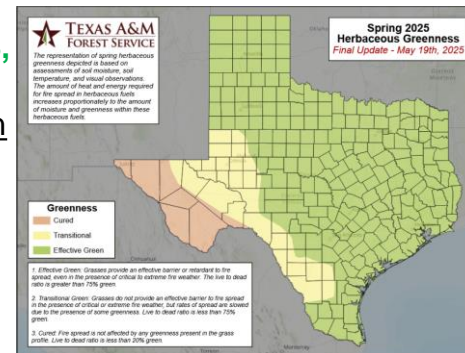 TEXAS A&M
FOREST SERVICE
The representation of spring herbaceous
greenness depicted is based on
assessments of soil moisture, soil
temperature, and visual observations.
The amount of heat and energy required
for fire spread in herbaceous fuels
increases proportionately to the amount
of moisture and greenness within these
herbaceous fuels.
Spring 2025
Herbaceous Greenness
Final Update - May 19th, 2025
Greenness
Cured
Transitional
Effective Green
1. Effective Green: Grasses provide an effective barrier or retardant to fire
spread, even in the presence of critical to extreme fire weather. The live to dead
ratio is greater than 75% green.
2. Transitional Green: Grasses do not provide an effective barrier to fire spread
in the presence of critical or extreme fire weather, but rates of spread are slowed
due to the presence of some greenness. Live to dead ratio is less than 75%
green.
3. Cured: Fire spread is not affected by any greenness present in the grass
profile. Live to dead ratio is less than 20% green.
Chihuahua
Monterrey